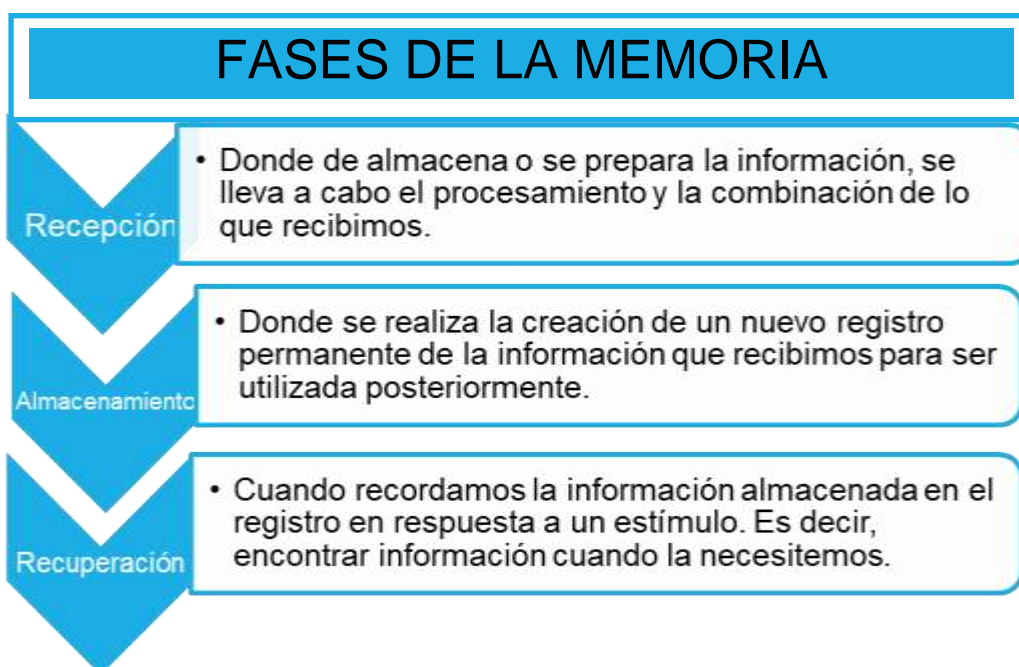 FASES DE LA MEMORIA
Recepción
• Donde de almacena o se prepara la información, se
lleva a cabo el procesamiento y la combinación de lo
que recibimos.
Almacenamiento
• Donde se realiza la creación de un nuevo registro
permanente de la información que recibimos para ser
utilizada posteriormente.
Recuperación
• Cuando recordamos la información almacenada en el
registro en respuesta a un estímulo. Es decir,
encontrar información cuando la necesitemos.